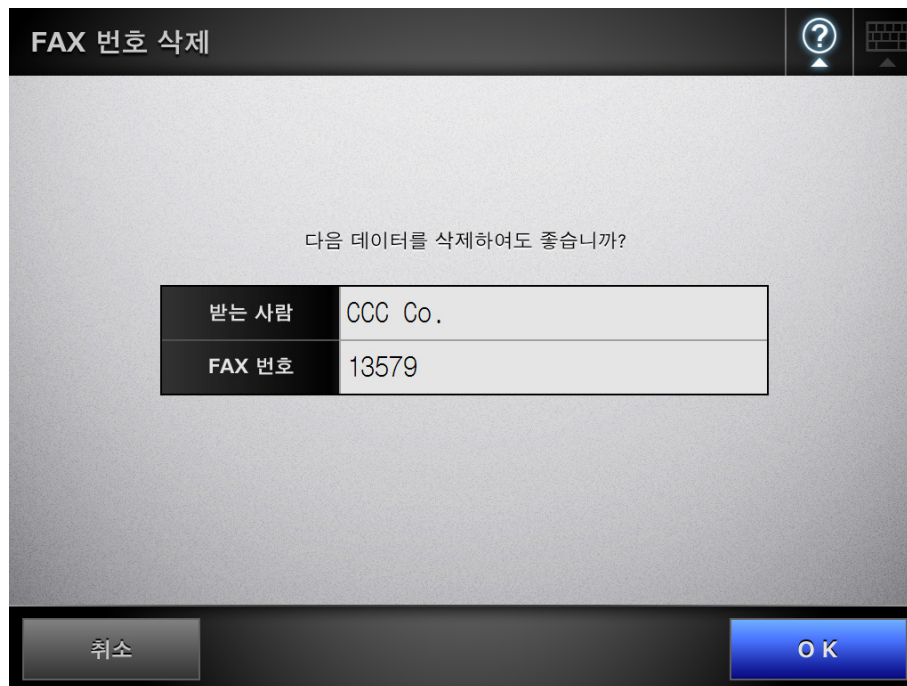 FAX 번호 삭제
?
다음 데이터를 삭제하여도 좋습니까?
받는 사람 CCC Co.
FAX 번호 13579
취소 OK